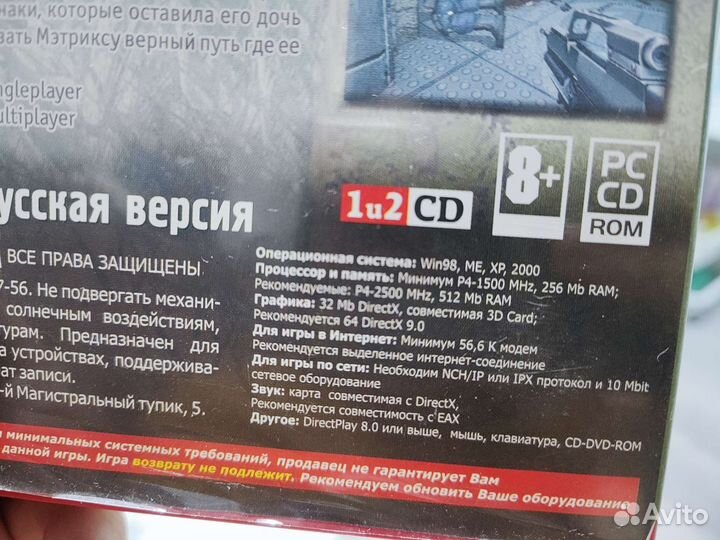 наки, которые оставила его дочь
вать Мэтриксу верный путь где ее
ngleplayer
ultiplayer
усская версия
1и2 CD
8+
PC
CD
ROM
ВСЕ ПРАВА ЗАЩИЩЕНЫ
7-56. Не подвергать механи-
солнечным воздействиям,
турам. Предназначен для
а устройствах, поддержива-
ат записи.
-й Магистральный тупик, 5.
Операционная система: Win98, ME, XP, 2000
Процессор и память: Минимум P4-1500 MHz, 256 Mb RAM;
Рекомендуемые: P4-2500 MHz, 512 Mb RAM
Графика: 32 Mb DirectX, совместимая 3D Card;
Рекомендуется 64 DirectX 9.0
Для игры в Интернет: Минимум 56,6 К модем
Рекомендуется выделенное интернет-соединение
Для игры по сети: Необходим NCH/IP или IPX протокол и 10 Mbit
сетевое оборудование
Звук: карта совместимая с DirectX,
Рекомендуется совместимость с EAX
Другое: DirectPlay 8.0 или выше, мышь, клавиатура, CD-DVD-ROM
и минимальных системных требований, продавец не гарантирует Вам
данной игры. Игра возврату не подлежит. Рекомендуем обновить Ваше оборудование
Avito